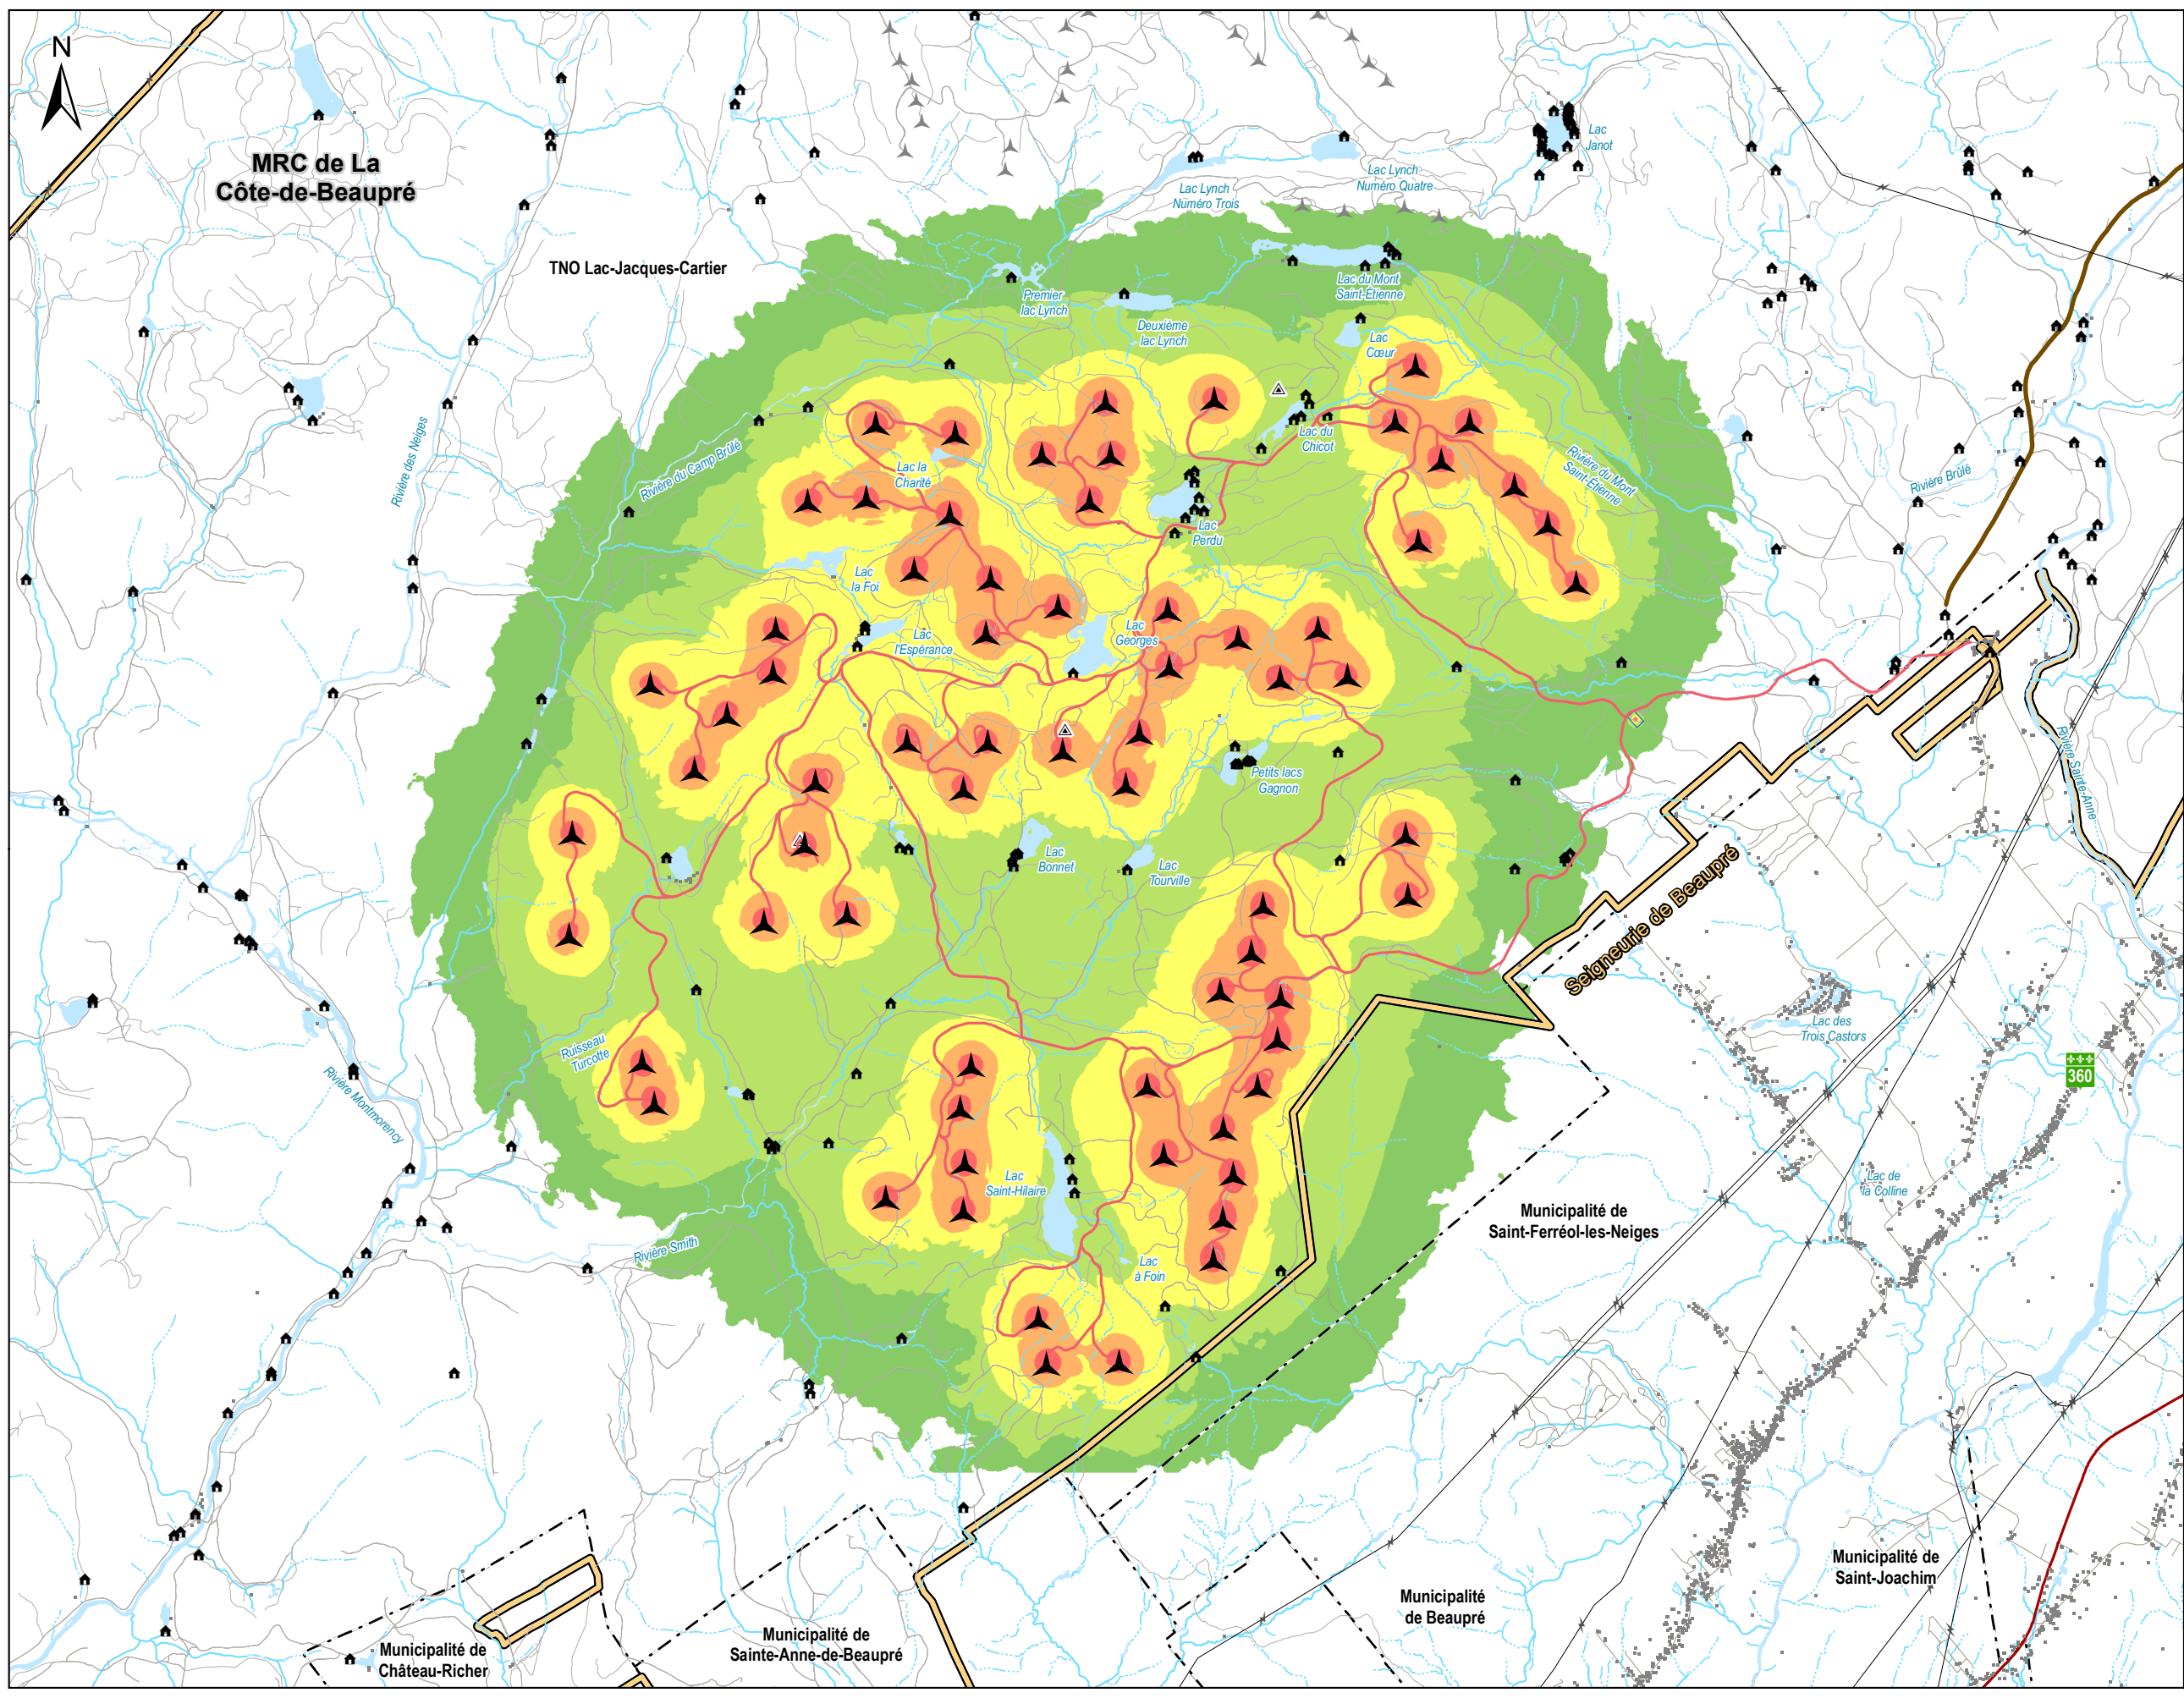 N
MRC de La
Côte-de-Beaupré
TNO Lac-Jacques-Cartier
Lac
Janot
Lac Lynch
Numéro Quatre
Lac Lynch
Numéro Trois
Premier
lac Lynch
Deuxième
lac Lynch
Lac du Mont
Saint-Étienne
Lac
Cœur
Lac du
Chicot
Rivière du Mont
Saint-Étienne
Rivière Brûlé
Rivière des Neiges
Rivière du Camp Brûlé
Lac la
Charité
Lac
Perdu
Lac
la Foi
Lac
l'Espérance
Lac
Georges
Petits lacs
Gagnon
Rivière Sainte-Anne
Lac
Bonnet
Lac
Tourville
Seigneurie de Beaupré
Lac des
Trois Castors
360
Ruisseau
Turcotte
Rivière Montmorency
Lac
Saint-Hilaire
Lac de
la Colline
Municipalité de
Saint-Ferréol-les-Neiges
Rivière Smith
Lac
à Foin
Municipalité de
Saint-Joachim
Municipalité
de Beaupré
Municipalité de
Sainte-Anne-de-Beaupré
Municipalité de
Château-Richer